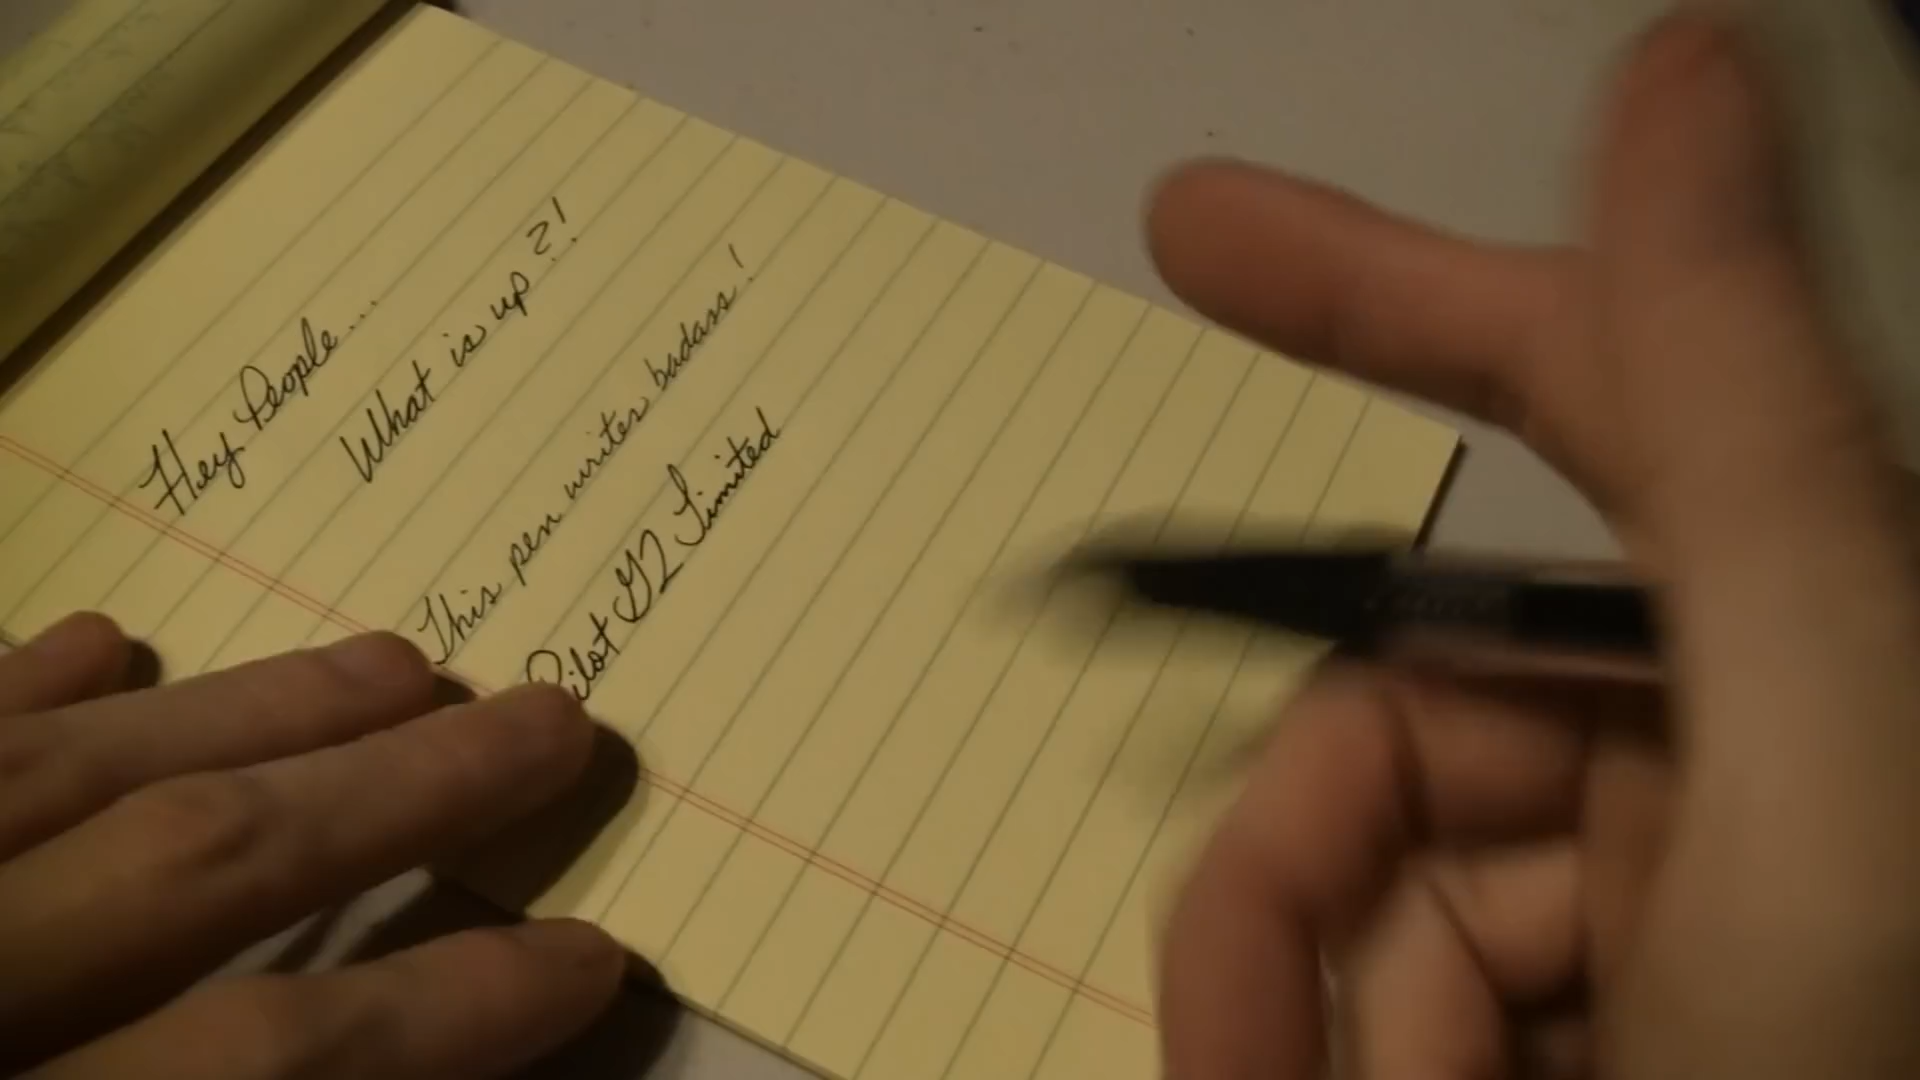 Hey People...
What is up?!
This pen writes badass!
Pilot G2 Limited